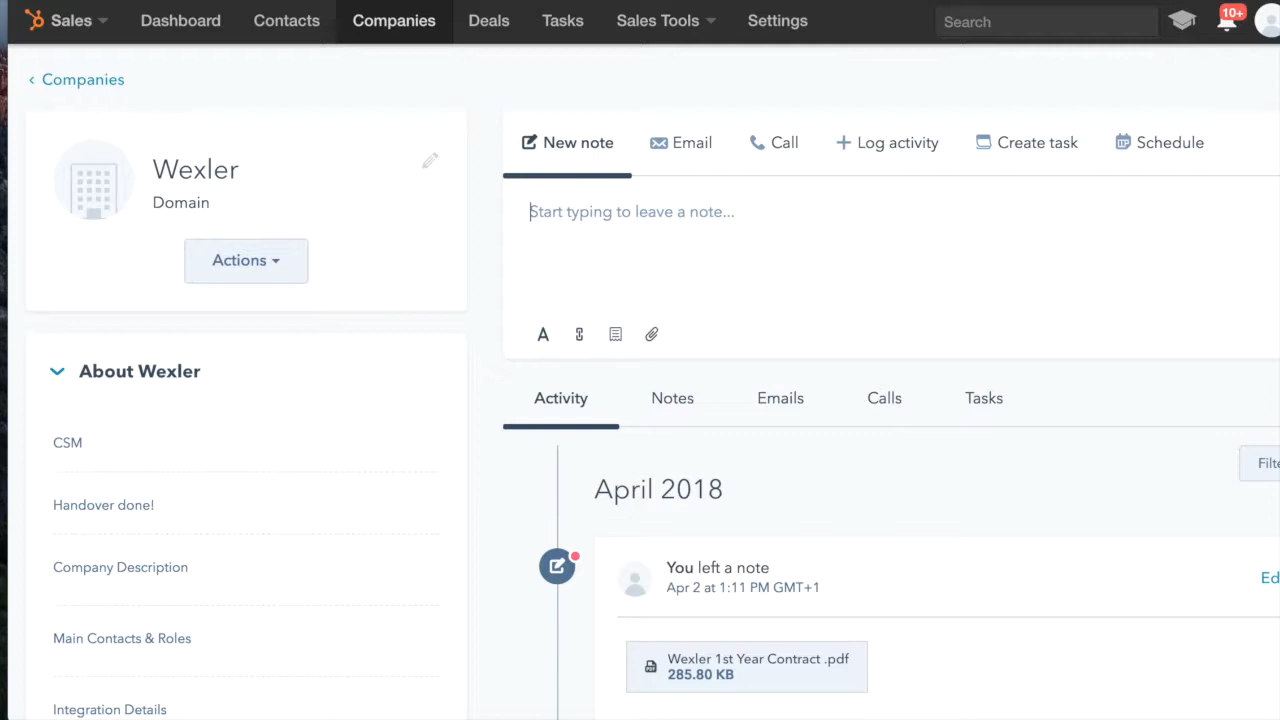 Sales Dashboard Contacts Companies Deals Tasks Sales Tools Settings Search 10+
Companies
Wexler
Domain
Actions
About Wexler
CSM
Handover done!
Company Description
Main Contacts & Roles
Integration Details
New note Email Call Log activity Create task Schedule
Start typing to leave a note...
Activity Notes Emails Calls Tasks
Filte
April 2018
You left a note
Apr 2 at 1:11 PM GMT+1
Ed
Wexler 1st Year Contract .pdf
285.80 KB